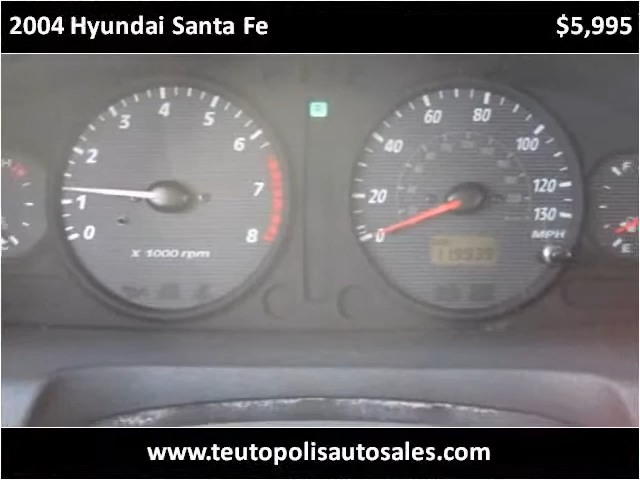 2004 Hyundai Santa Fe $5,995
0 1 2 3 4 5 6 7 8
x 1000 rpm
H
C
0 20 40 60 80 100 120 130
MPH
F
E
www.teutopolisautosales.com